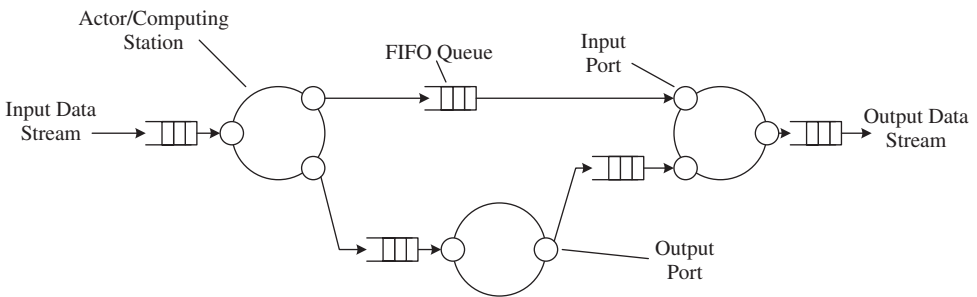 Actor/Computing
Station
FIFO Queue
Input
Port
Input Data
Stream
Output Data
Stream
Output
Port